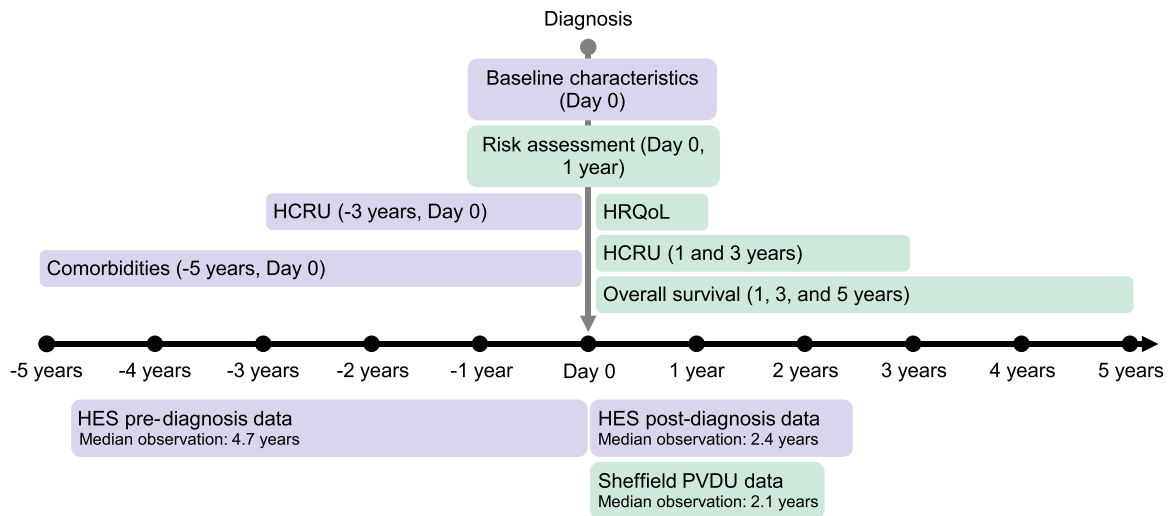 Diagnosis
Baseline characteristics
(Day 0)
Risk assessment (Day 0,
1 year)
HCRU (-3 years, Day 0)
HRQoL
HCRU (1 and 3 years)
Comorbidities (-5 years, Day 0)
Overall survival (1, 3, and 5 years)
-5 years
-4 years
-3 years
-2 years
-1 year
Day 0
1 year
2 years
3 years
4 years
5 years
HES pre-diagnosis data
Median observation: 4.7 years
HES post-diagnosis data
Median observation: 2.4 years
Sheffield PVDU data
Median observation: 2.1 years